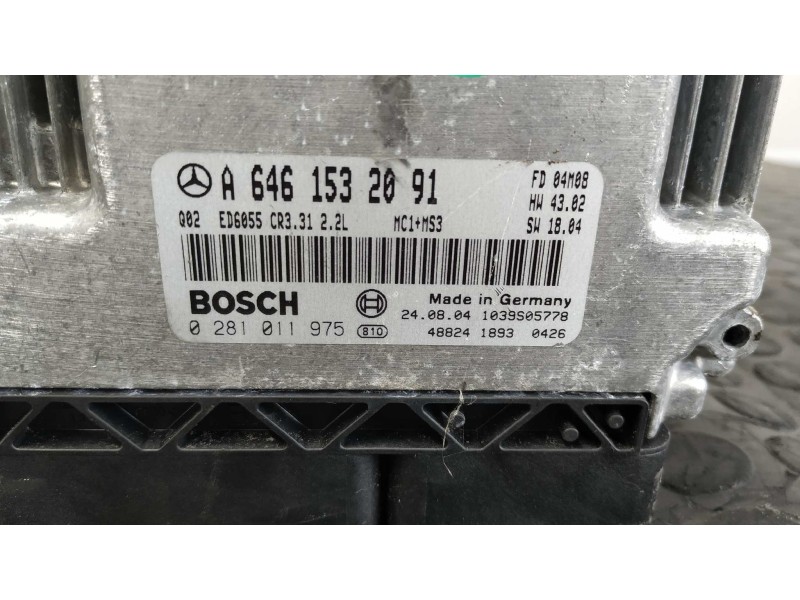 A 646 153 20 91
FD 04M08
HW 43.02
Q02 ED6055 CR3.31 2.2L MC1+MS3 SW 18.04
BOSCH
Made in Germany
0 281 011 975 810
24.08.04 1039S05778
48824 1893 0426